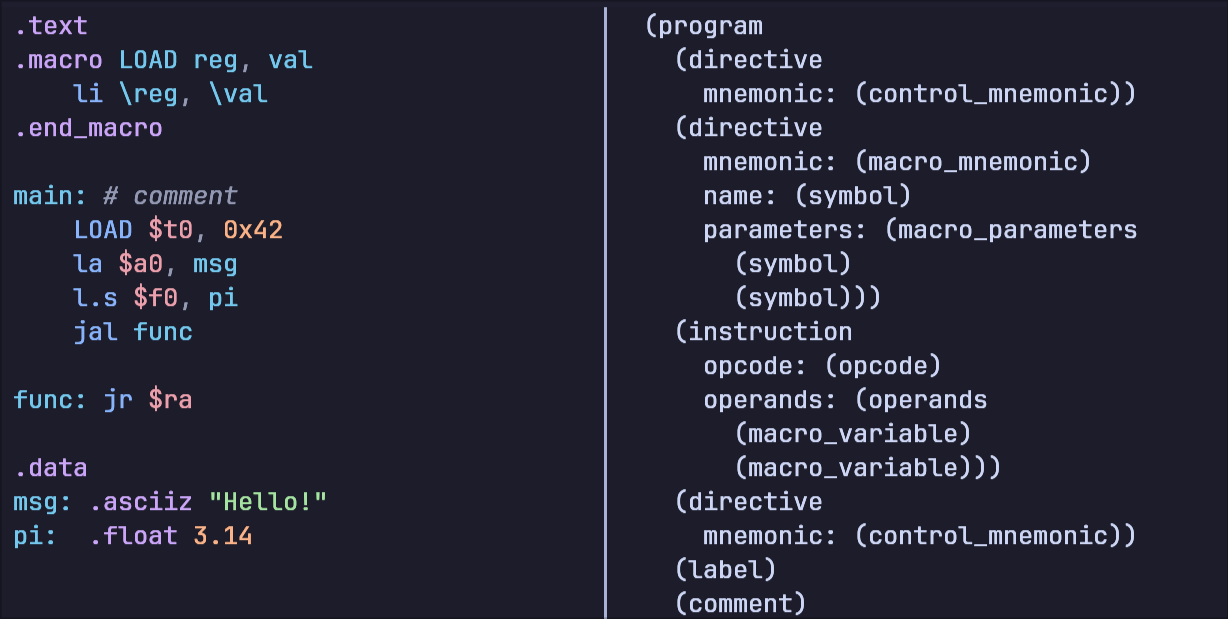 .text
.macro LOAD reg, val
    li \reg, \val
.end_macro

main: # comment
    LOAD $t0, 0x42
    la $a0, msg
    l.s $f0, pi
    jal func

func: jr $ra

.data
msg: .asciiz "Hello!"
pi:  .float 3.14

(program
  (directive
    mnemonic: (control_mnemonic))
  (directive
    mnemonic: (macro_mnemonic)
    name: (symbol)
    parameters: (macro_parameters
      (symbol)
      (symbol)))
  (instruction
    opcode: (opcode)
    operands: (operands
      (macro_variable)
      (macro_variable)))
  (directive
    mnemonic: (control_mnemonic))
  (label)
  (comment)